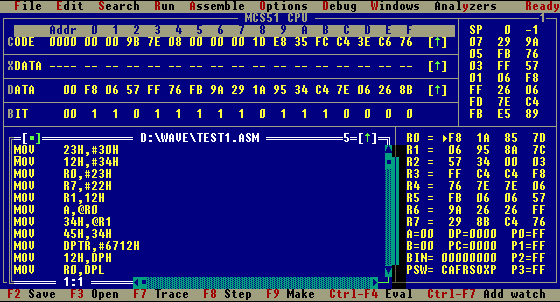 File Edit Search Run Assemble Options Debug Windows Analyzers Ready
MCS51 CPU 1
Addr 0 1 2 3 4 5 6 7 8 9 A B C D E F
CODE 0000 00 00 9B 7E 08 00 00 00 1D E8 35 FC C4 3E C6 76 [↑]
XDATA ---- -- -- -- -- -- -- -- -- -- -- -- -- -- -- -- -- [↑]
DATA 00 F8 06 57 FF 76 FB 9A 29 1A 95 34 C4 7E 06 26 8B [↑]
BIT 00 0 1 1 0 1 0 1 0 1 1 1 0 0 0 0 0
SP 0 -1
07 29 9A
05 FB 76
03 FF 57
01 06 F8
FF 26 06
FD 7E C4
FB E5 89
[▪] D:\WAVE\TEST1.ASM 5=[↑]
MOV 23H,#30H
MOV 12H,#34H
MOV R0,#23H
MOV R7,#22H
MOV R1,12H
MOV A,@R0
MOV 34H,@R1
MOV 45H,34H
MOV DPTR,#6712H
MOV 12H,DPH
MOV R0,DPL
1:1
R0 = ►F8 1A 85 7D
R1 = 06 95 8A 7C
R2 = 57 34 00 03
R3 = FF C4 C4 F8
R4 = 76 7E 7E 06
R5 = FB 06 06 57
R6 = 9A 26 26 FF
R7 = 29 8B C4 76
A=00 DP=0000 P0=FF
B=00 PC=0000 P1=FF
BIN= 00000000 P2=FF
PSW= CAFRSOXP P3=FF
F2 Save F3 Open F7 Trace F8 Step F9 Make Ctrl-F4 Eval Ctrl-F7 Add watch